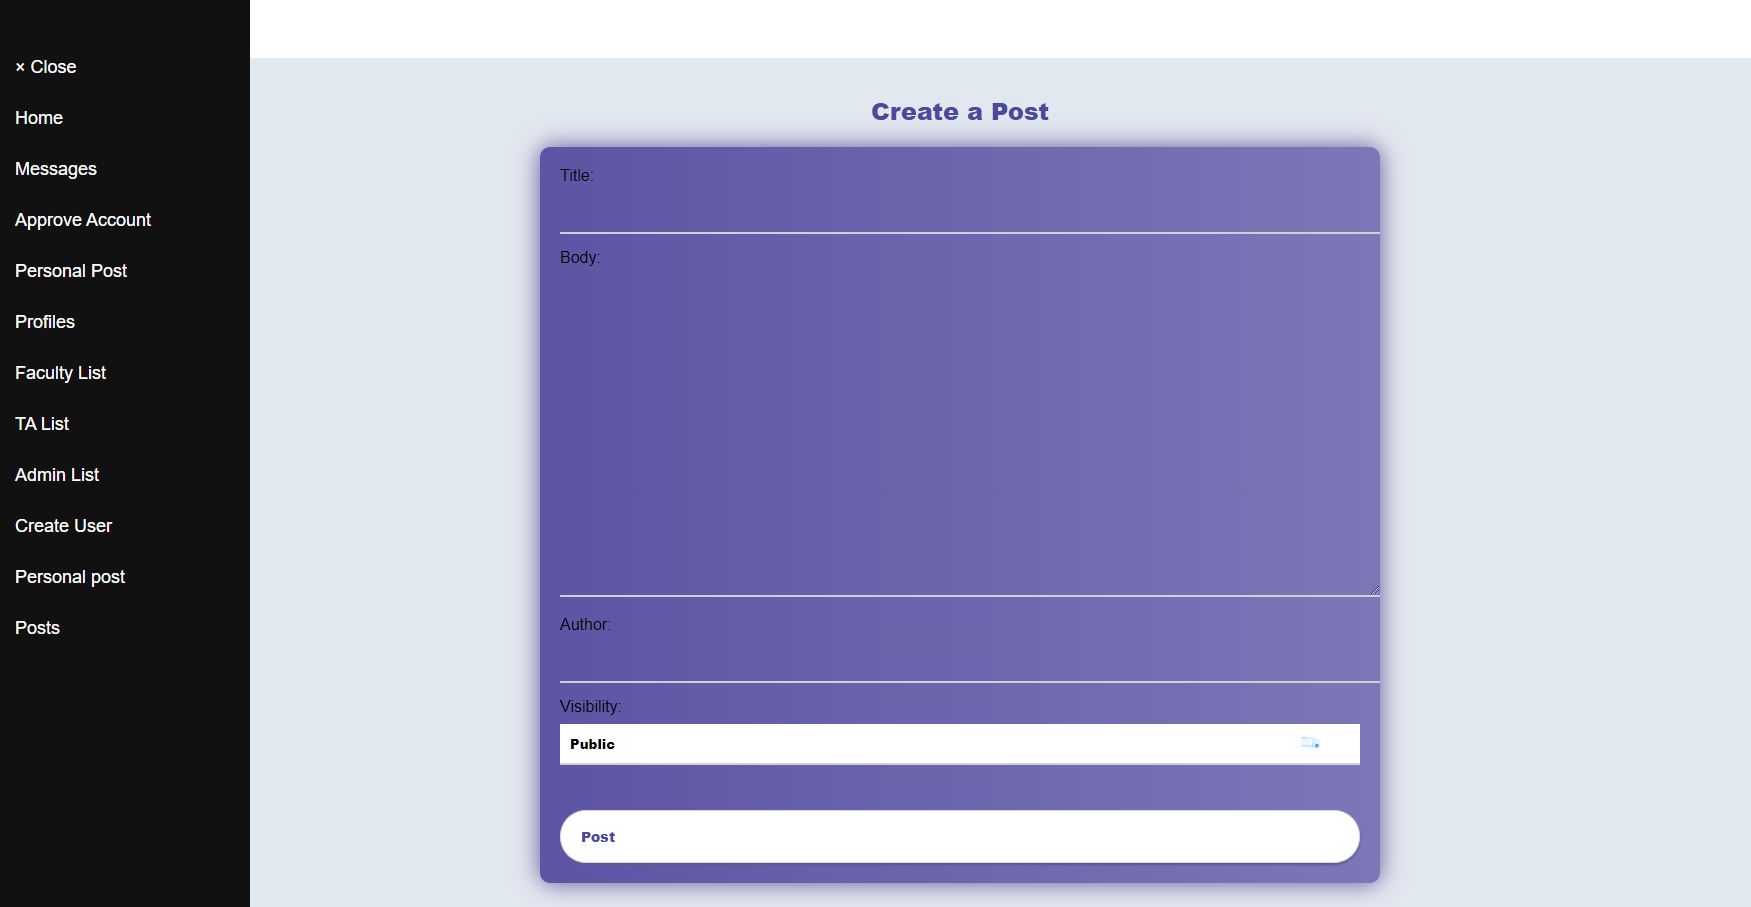 × Close
Home
Messages
Approve Account
Personal Post
Profiles
Faculty List
TA List
Admin List
Create User
Personal post
Posts
Create a Post
Title:
Body:
Author:
Visibility:
Public
Post